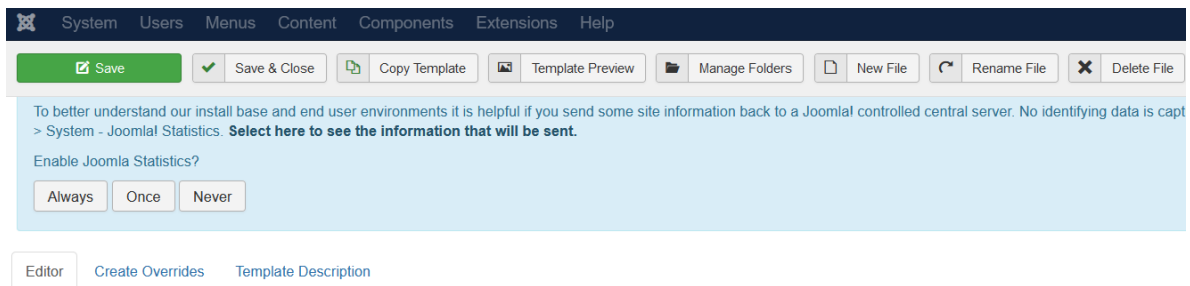 System Users Menus Content Components Extensions Help
Save Save & Close Copy Template Template Preview Manage Folders New File Rename File Delete File
To better understand our install base and end user environments it is helpful if you send some site information back to a Joomla! controlled central server. No identifying data is capt
> System - Joomla! Statistics. Select here to see the information that will be sent.
Enable Joomla Statistics?
Always Once Never
Editor Create Overrides Template Description